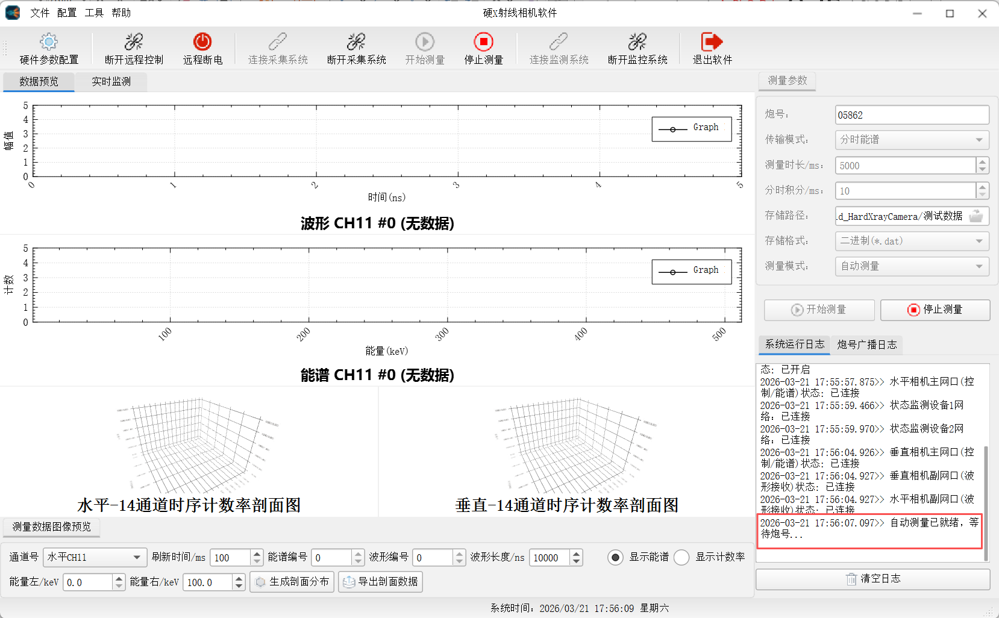 文件 配置 工具 帮助
硬X射线相机软件
硬件参数配置 断开远程控制 远程断电 连接采集系统 断开采集系统 开始测量 停止测量 连接监测系统 断开监控系统 退出软件
数据预览 实时监测
5
4
3
2
1
0
幅值
Graph
0 1 2 3 4 5
时间(ns)
波形 CH11 #0 (无数据)
5
4
3
2
1
0
计数
Graph
100 200 300 400 500
能量(keV)
能谱 CH11 #0 (无数据)
水平-14通道时序计数率剖面图
垂直-14通道时序计数率剖面图
测量数据图像预览
通道号 水平CH11 刷新时间/ms 100 能谱编号 0 波形编号 0 波形长度/ns 10000 显示能谱 显示计数率
能量左/keV 0.0 能量右/keV 100.0 生成剖面分布 导出剖面数据
测量参数
炮号: 05862
传输模式: 分时能谱
测量时长/ms: 5000
分时积分/ms: 10
存储路径: .d_HardXrayCamera/测试数据
存储格式: 二进制(*.dat)
测量模式: 自动测量
开始测量 停止测量
系统运行日志 炮号广播日志
态: 已开启
2026-03-21 17:55:57.875>> 水平相机主网口(控
制/能谱)状态: 已连接
2026-03-21 17:55:59.466>> 状态监测设备1网
络: 已连接
2026-03-21 17:55:59.970>> 状态监测设备2网
络: 已连接
2026-03-21 17:56:04.926>> 垂直相机主网口(控
制/能谱)状态: 已连接
2026-03-21 17:56:04.927>> 垂直相机副网口(波
形接收)状态: 已连接
2026-03-21 17:56:04.927>> 水平相机副网口(波
形接收)状态: 已连接
2026-03-21 17:56:07.097>> 自动测量已就绪，等
待炮号...
清空日志
系统时间: 2026/03/21 17:56:09 星期六